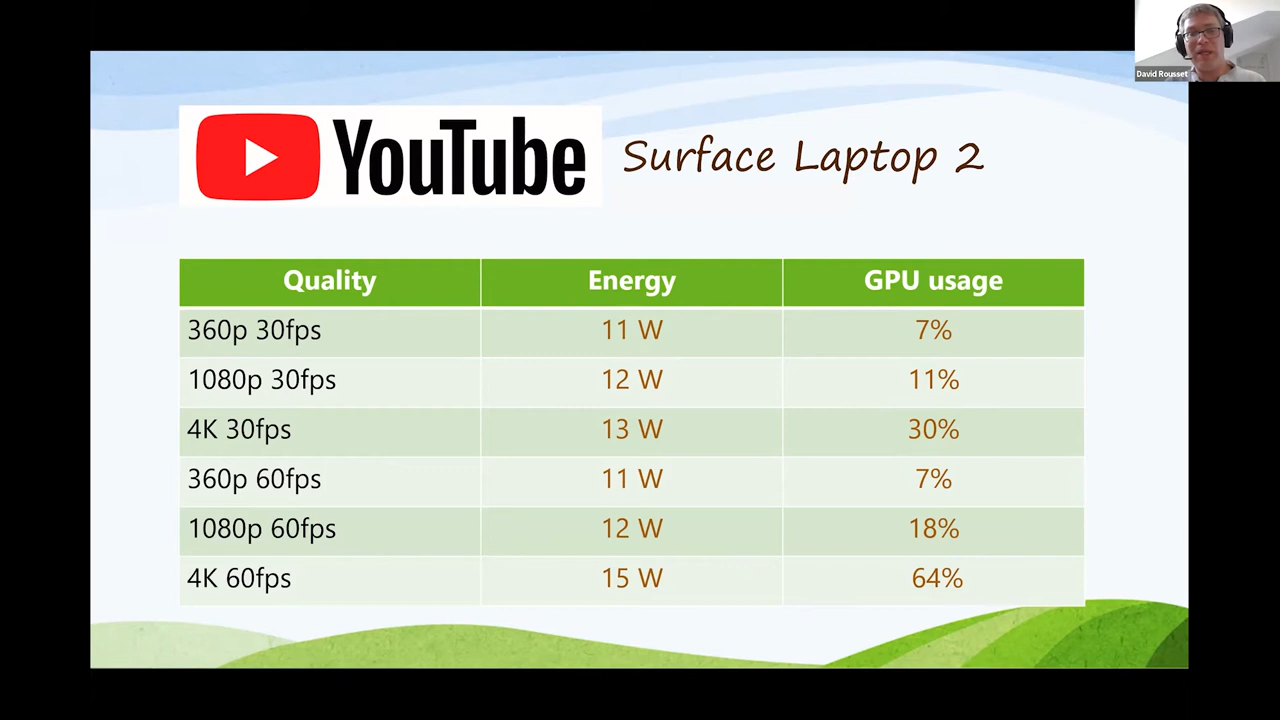 David Rousset
YouTube Surface Laptop 2
Quality Energy GPU usage
360p 30fps 11 W 7%
1080p 30fps 12 W 11%
4K 30fps 13 W 30%
360p 60fps 11 W 7%
1080p 60fps 12 W 18%
4K 60fps 15 W 64%